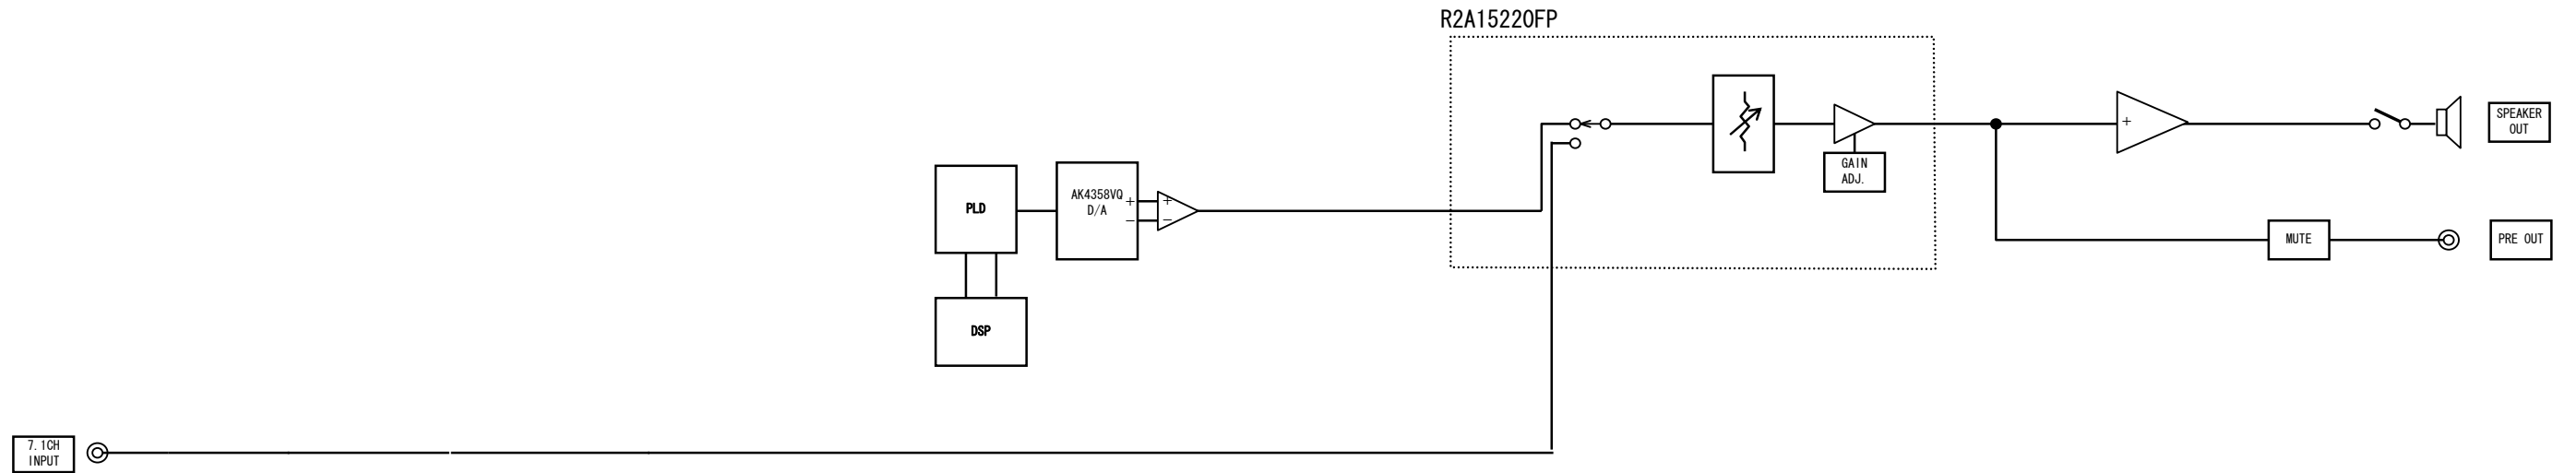 R2A15220FP
SPEAKER
OUT
GAIN
ADJ.
PLD
AK4358VQ
D/A
+
−
+
−
+
MUTE
PRE OUT
DSP
7.1CH
INPUT